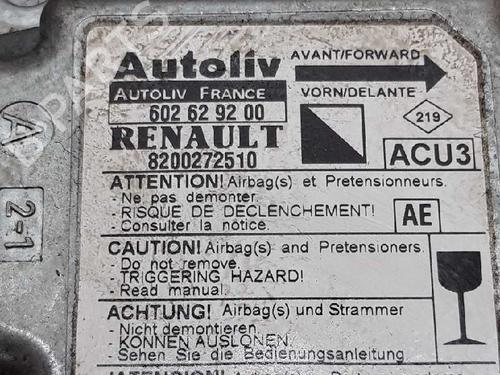 Autoliv
AVANT/FORWARD
AUTOLIV FRANCE
VORN/DELANTE
602 62 92 00
219
RENAULT
8200272510
ACU3
ATTENTION! Airbag(s) et Pretensionneurs.
- Ne pas demonter.
- RISQUE DE DECLENCHEMENT!
- Consulter la notice.
AE
CAUTION! Airbag(s) and Pretensioners.
- Do not remove.
- TRIGGERING HAZARD!
- Read manual.
ACHTUNG! Airbag(s) und Strammer
- Nicht demontieren.
- KONNEN AUSLONEN.
- Sehen Sie die Bedienungsanleitung
A
2-1